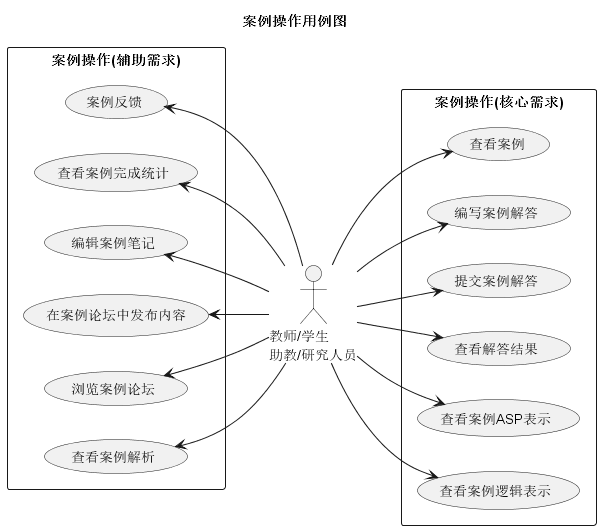 案例操作用例图
案例操作(辅助需求)
案例反馈
查看案例完成统计
编辑案例笔记
在案例论坛中发布内容
浏览案例论坛
查看案例解析
教师/学生
助教/研究人员
案例操作(核心需求)
查看案例
编写案例解答
提交案例解答
查看解答结果
查看案例ASP表示
查看案例逻辑表示